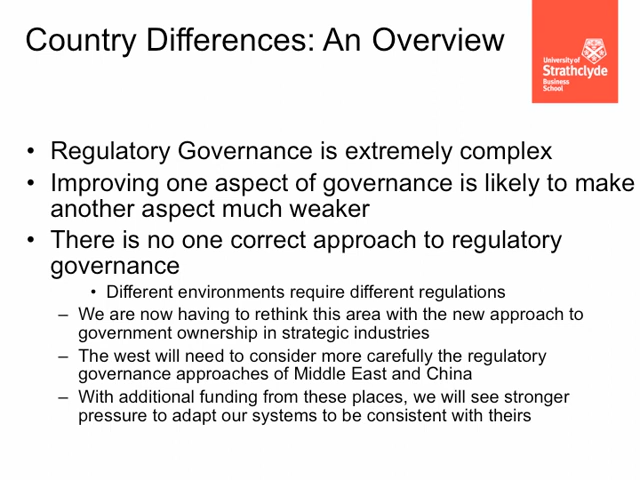 Country Differences: An Overview
University of
Strathclyde
Business
School
• Regulatory Governance is extremely complex
• Improving one aspect of governance is likely to make
another aspect much weaker
• There is no one correct approach to regulatory
governance
• Different environments require different regulations
– We are now having to rethink this area with the new approach to
government ownership in strategic industries
– The west will need to consider more carefully the regulatory
governance approaches of Middle East and China
– With additional funding from these places, we will see stronger
pressure to adapt our systems to be consistent with theirs